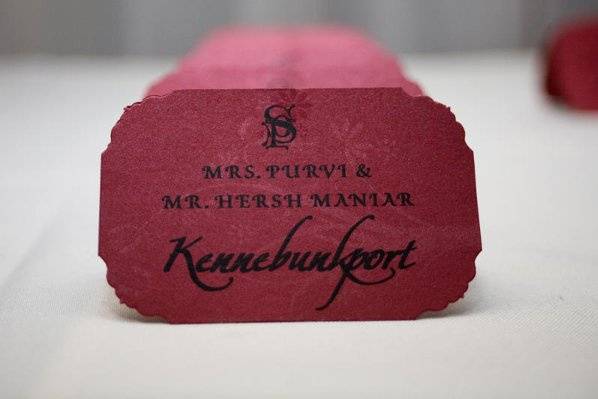 SP
MRS. PURVI &
MR. HERSH MANIAR
Kennebunkport